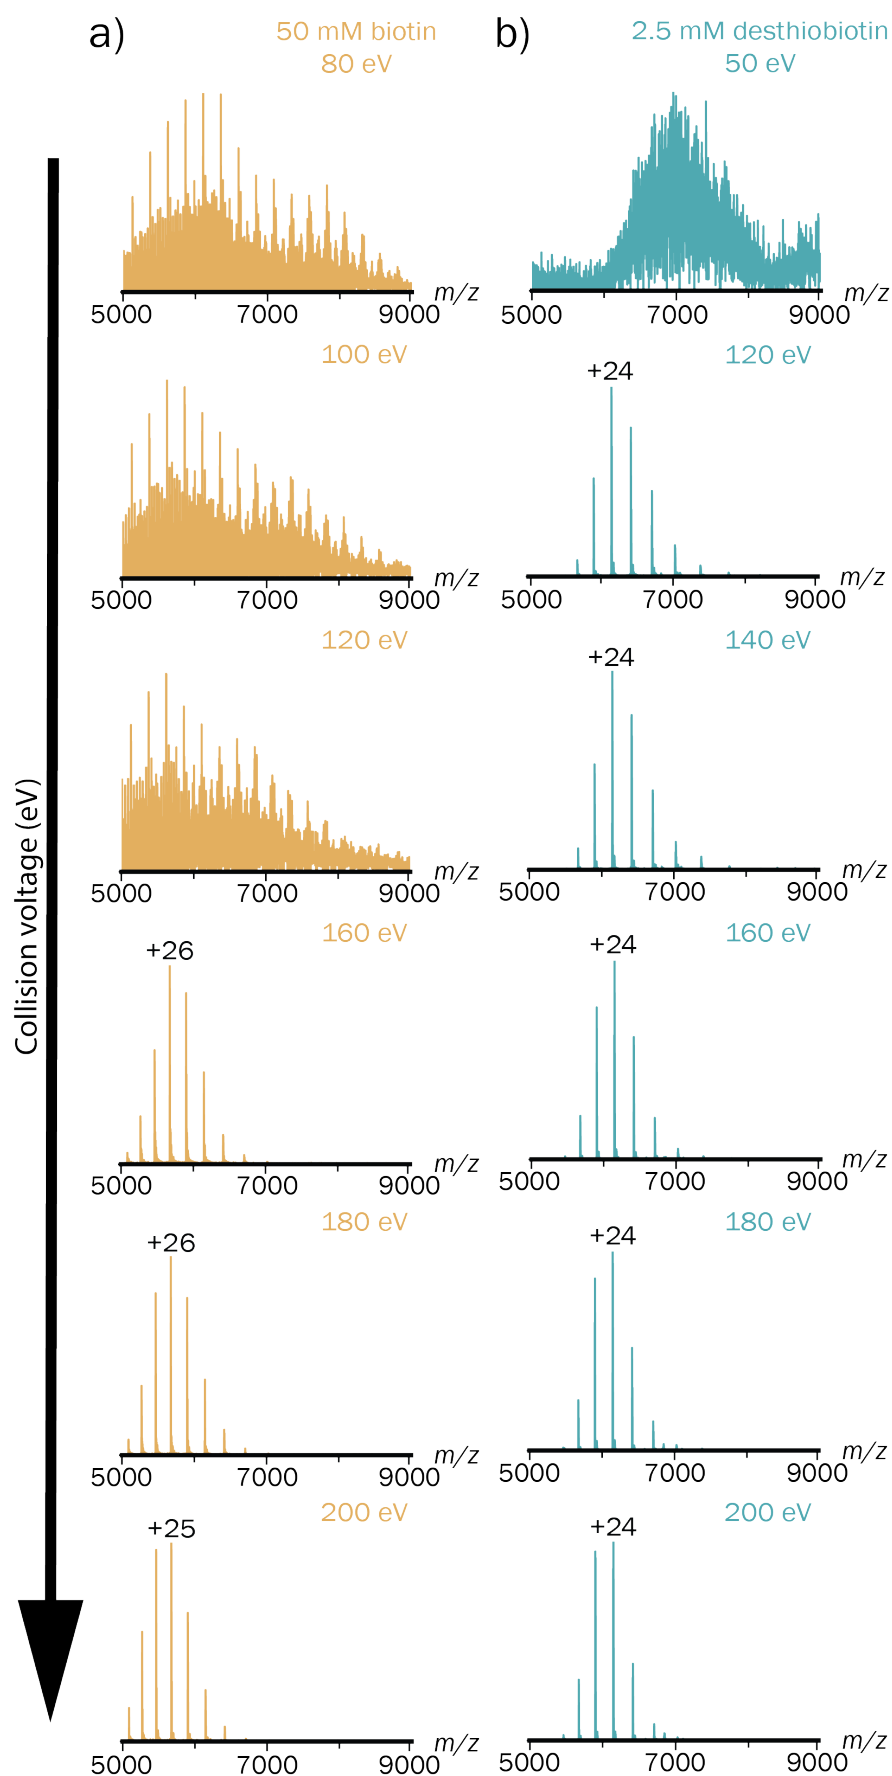 a)
50 mM biotin
80 eV
b)
2.5 mM desthiobiotin
50 eV
Collision voltage (eV)
m/z
5000 7000 9000
m/z
5000 7000 9000
100 eV
m/z
5000 7000 9000
120 eV
+24
m/z
5000 7000 9000
120 eV
m/z
5000 7000 9000
140 eV
+24
m/z
5000 7000 9000
160 eV
+26
m/z
5000 7000 9000
160 eV
+24
m/z
5000 7000 9000
180 eV
+26
m/z
5000 7000 9000
180 eV
+24
m/z
5000 7000 9000
200 eV
+25
m/z
5000 7000 9000
200 eV
+24
m/z
5000 7000 9000